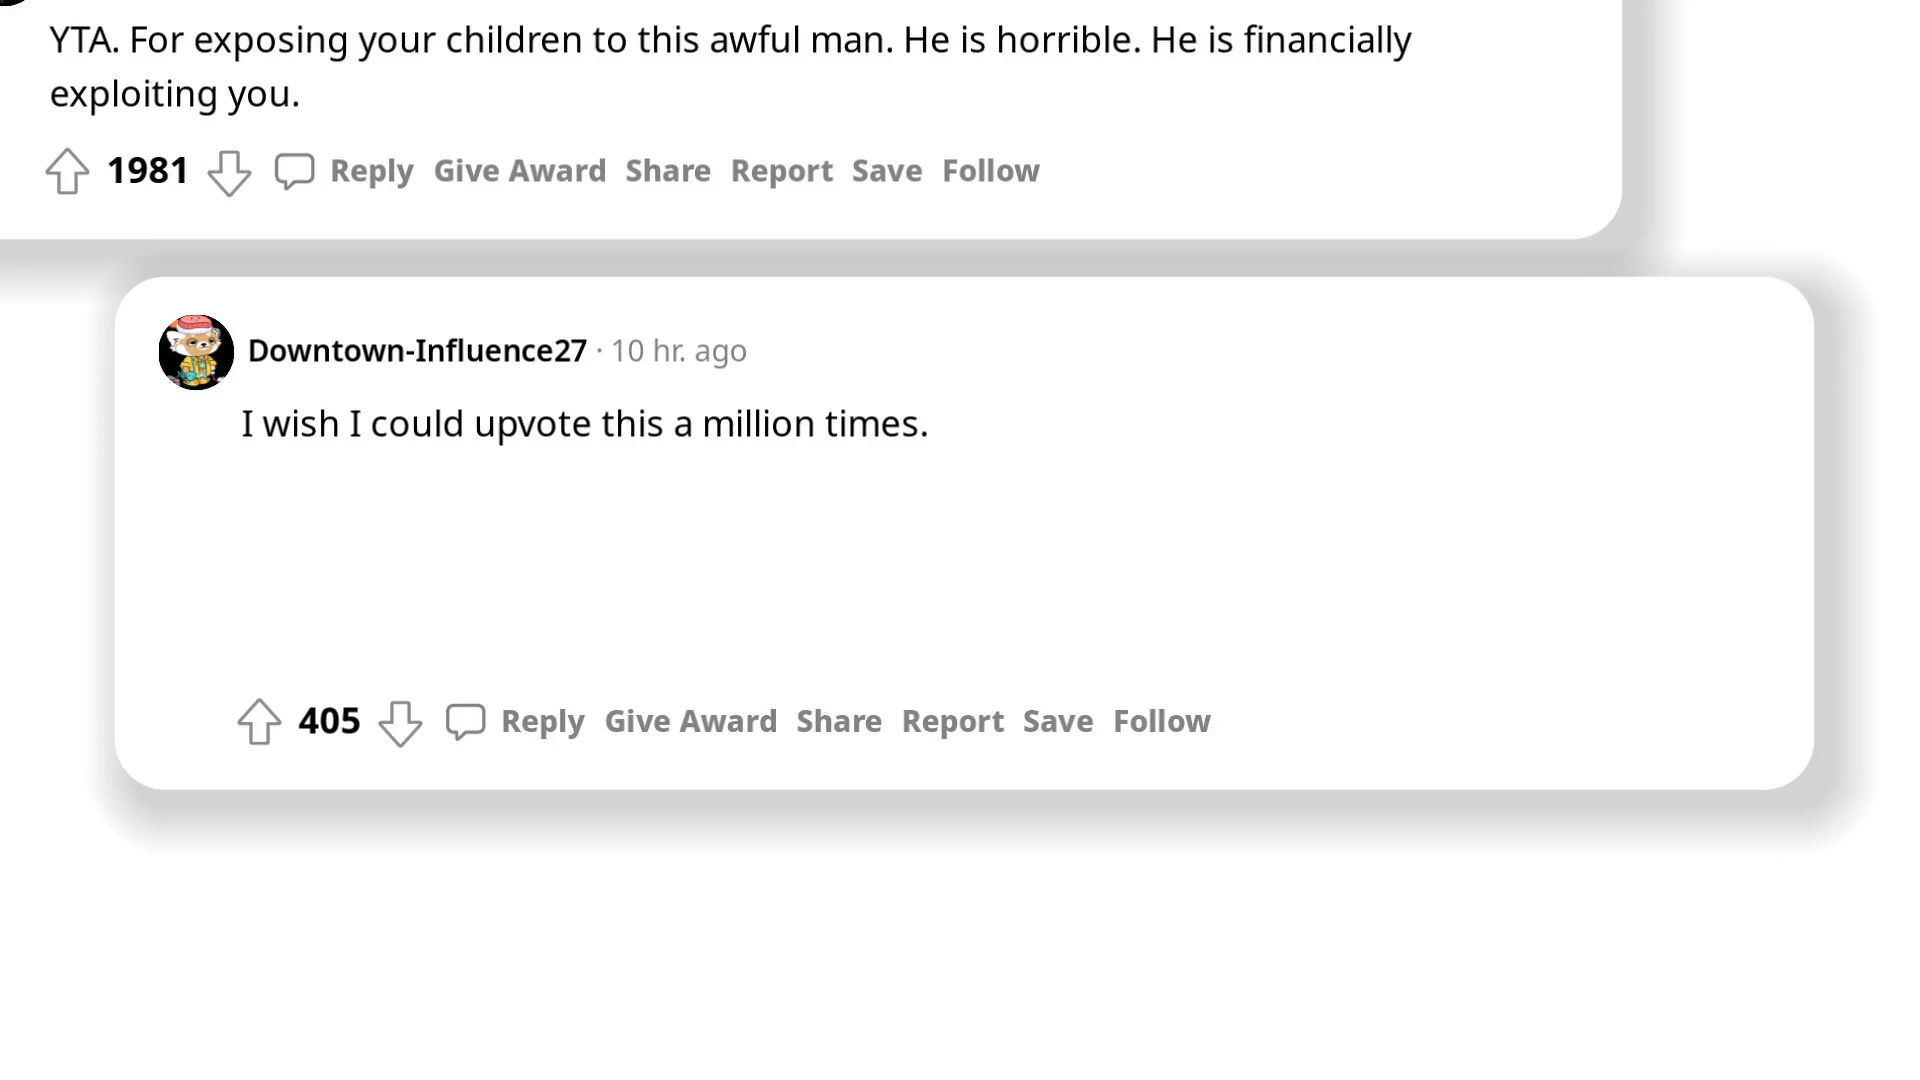 YTA. For exposing your children to this awful man. He is horrible. He is financially
exploiting you.
1981 Reply Give Award Share Report Save Follow
Downtown-Influence27 · 10 hr. ago
I wish I could upvote this a million times.
405 Reply Give Award Share Report Save Follow